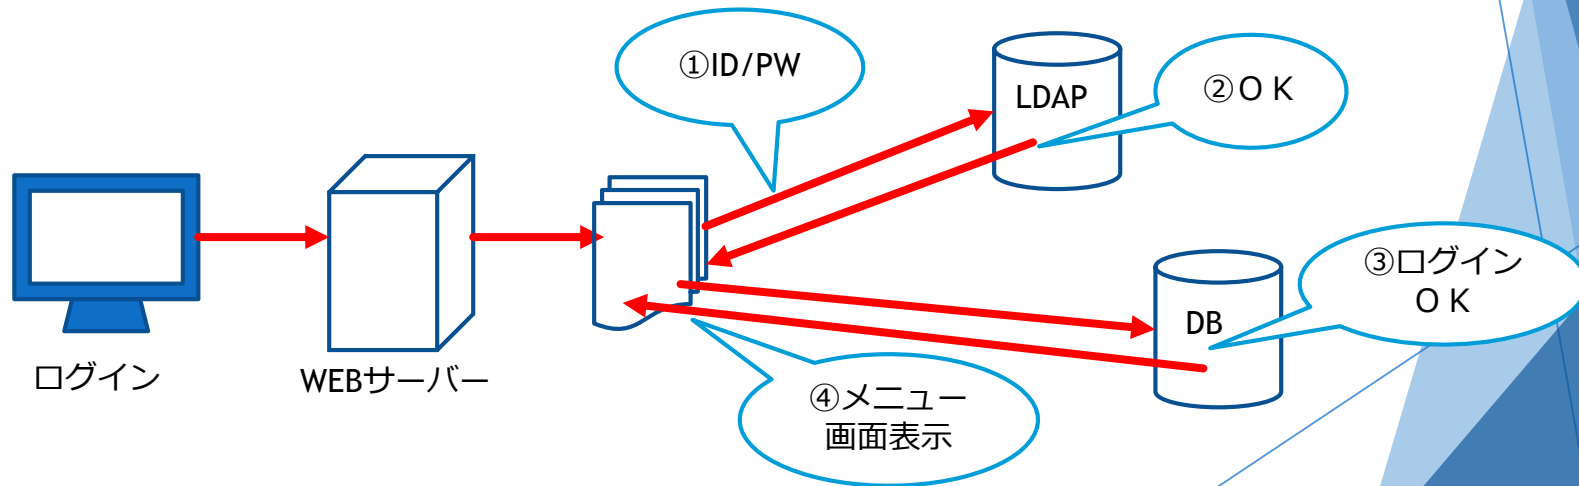 ①ID/PW
LDAP
②ＯＫ
③ログイン
ＯＫ
DB
ログイン
WEBサーバー
④メニュー
画面表示